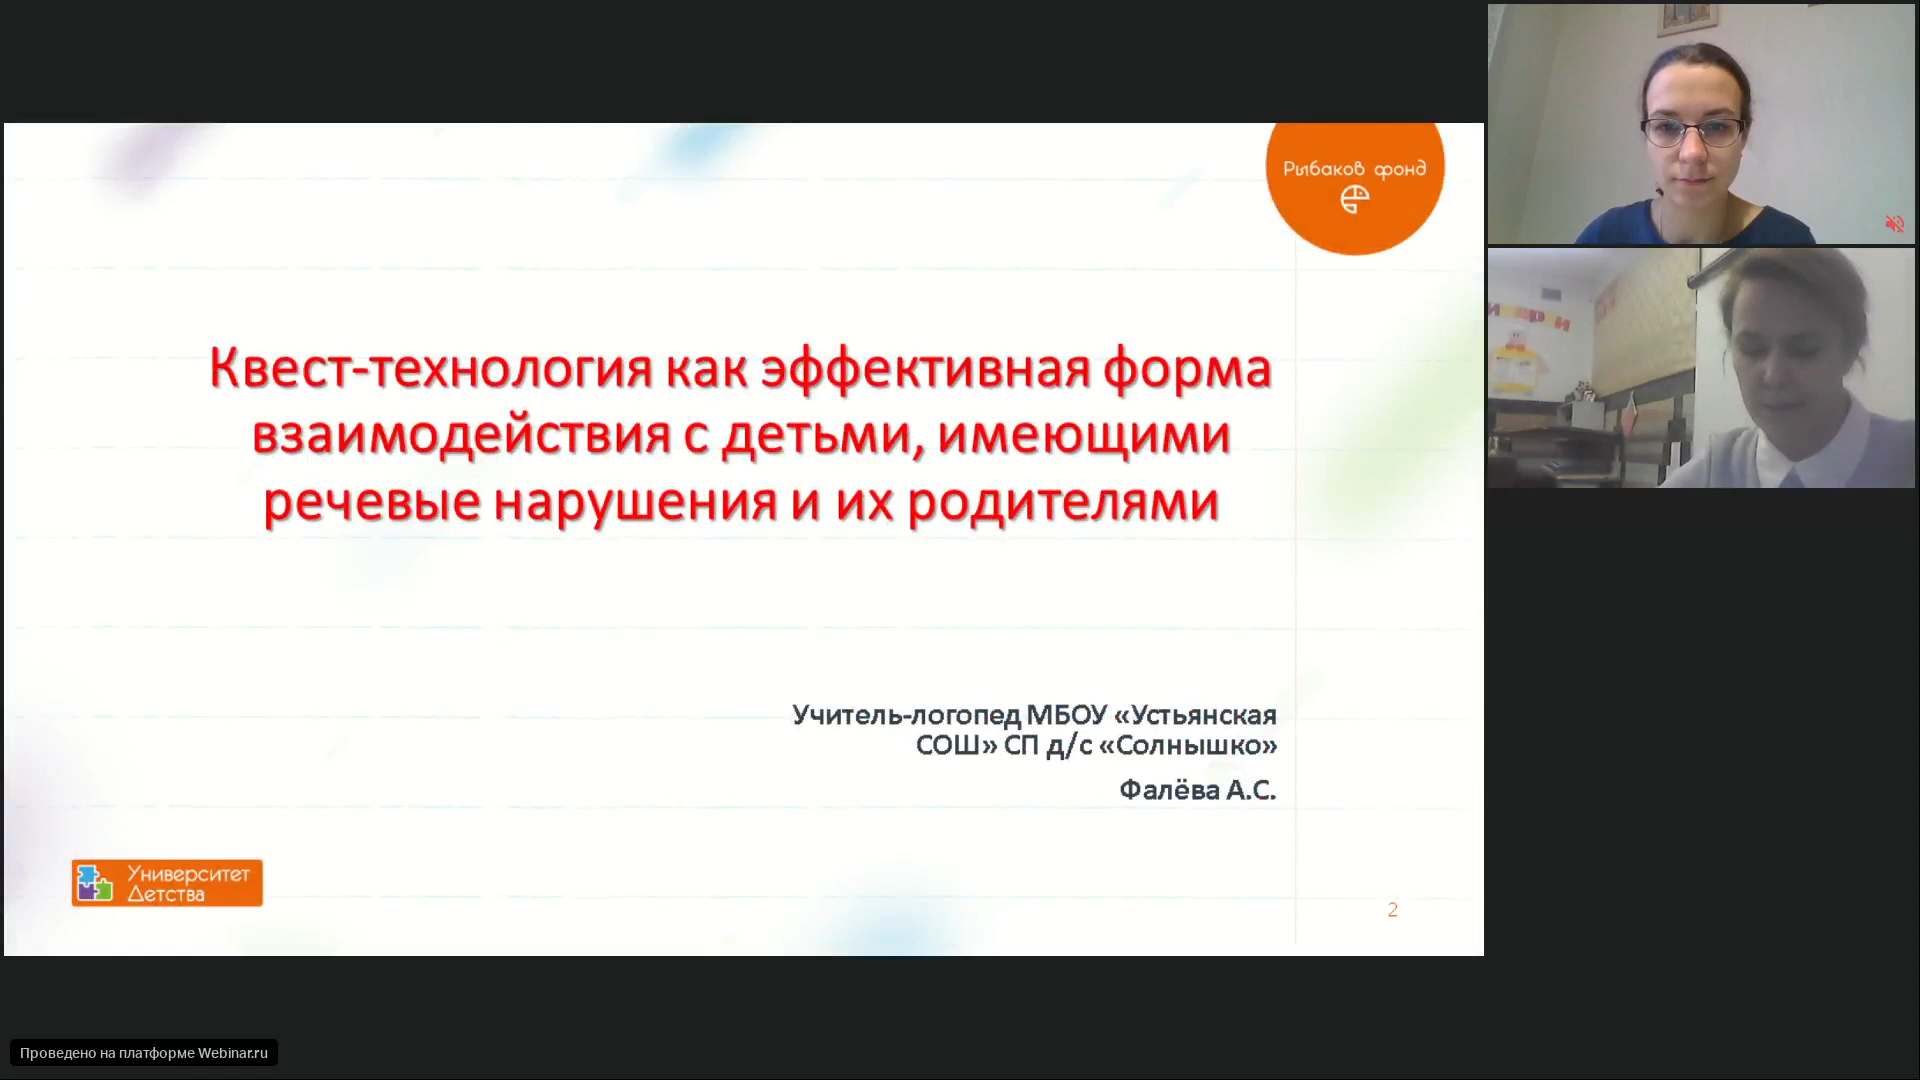 Рыбаков фонд
Квест-технология как эффективная форма
взаимодействия с детьми, имеющими
речевые нарушения и их родителями
Учитель-логопед МБОУ «Устьянская
СОШ» СП д/с «Солнышко»
Фалёва А.С.
Университет
Детства
2
Проведено на платформе Webinar.ru